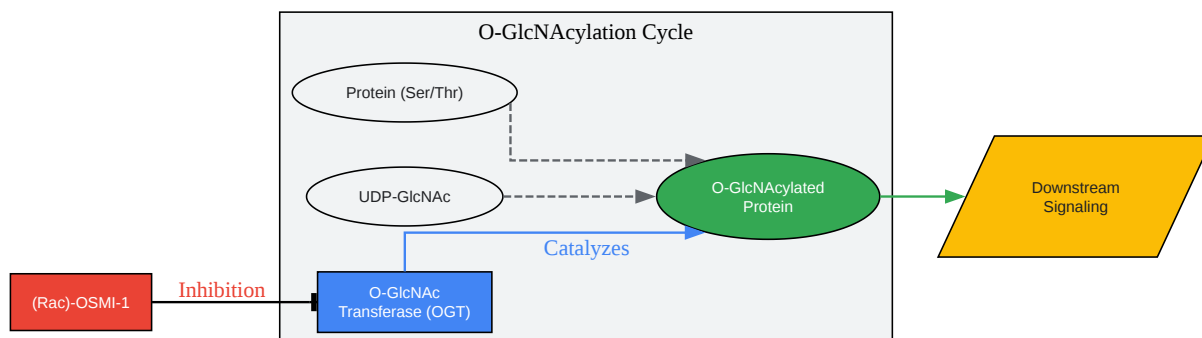 O-GlcNAcylation Cycle
Protein (Ser/Thr)
UDP-GlcNAc
O-GlcNAcylated
Protein
Downstream
Signaling
Catalyzes
(Rac)-OSMI-1
Inhibition
O-GlcNAc
Transferase (OGT)